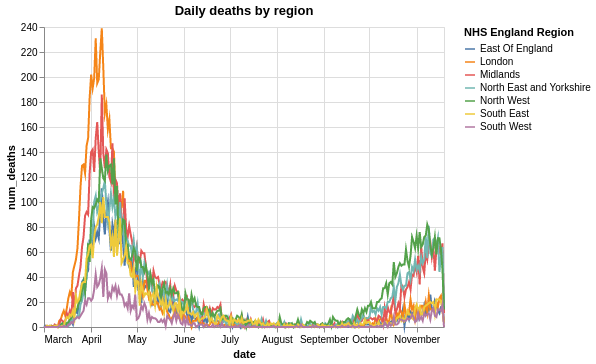 Daily deaths by region
240
220
200
180
160
140
120
100
80
60
40
20
0
num_deaths
March April May June July August September October November
date
NHS England Region
East Of England
London
Midlands
North East and Yorkshire
North West
South East
South West